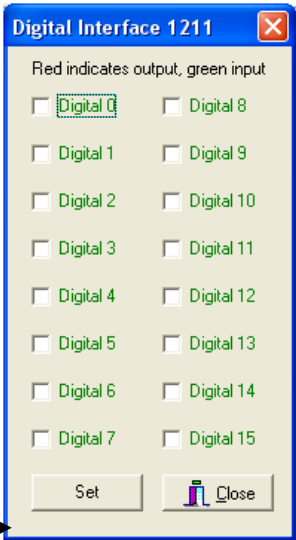 Digital Interface 1211
Red indicates output, green input
Digital 0 Digital 8
Digital 1 Digital 9
Digital 2 Digital 10
Digital 3 Digital 11
Digital 4 Digital 12
Digital 5 Digital 13
Digital 6 Digital 14
Digital 7 Digital 15
Set Close